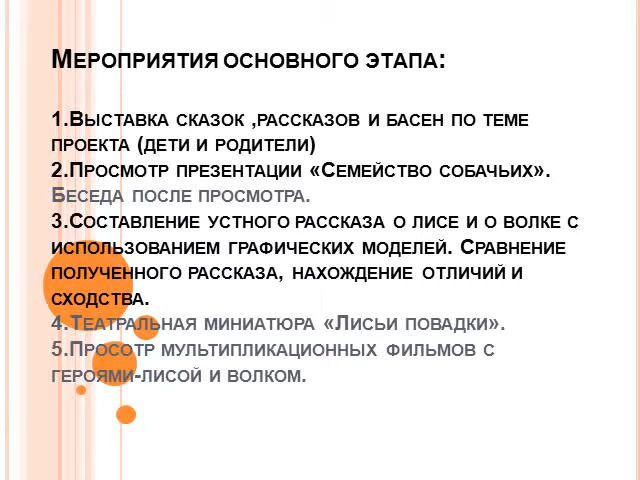 Мероприятия основного этапа:
1.Выставка сказок ,рассказов и басен по теме
проекта (дети и родители)
2.Просмотр презентации «Семейство собачьих».
Беседа после просмотра.
3.Составление устного рассказа о лисе и о волке с
использованием графических моделей. Сравнение
полученного рассказа, нахождение отличий и
сходства.
4.Театральная миниатюра «Лисьи повадки».
5.Просотр мультипликационных фильмов с
героями-лисой и волком.